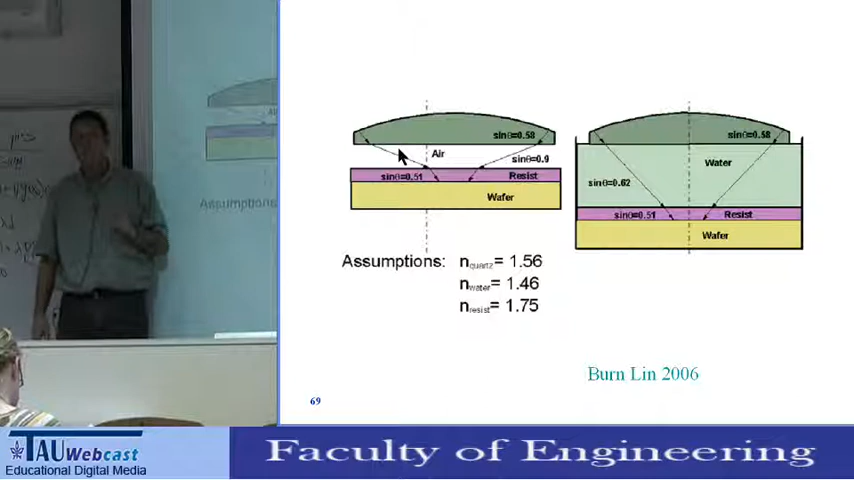 sinθ=0.58
Air
sinθ=0.9
sinθ=0.51
Resist
Wafer
sinθ=0.58
Water
sinθ=0.62
sinθ=0.51
Resist
Wafer
Assumptions: nquartz= 1.56
nwater= 1.46
nresist= 1.75
Burn Lin 2006
69
Assumptions:
TAUWebcast
Educational Digital Media
Faculty of Engineering